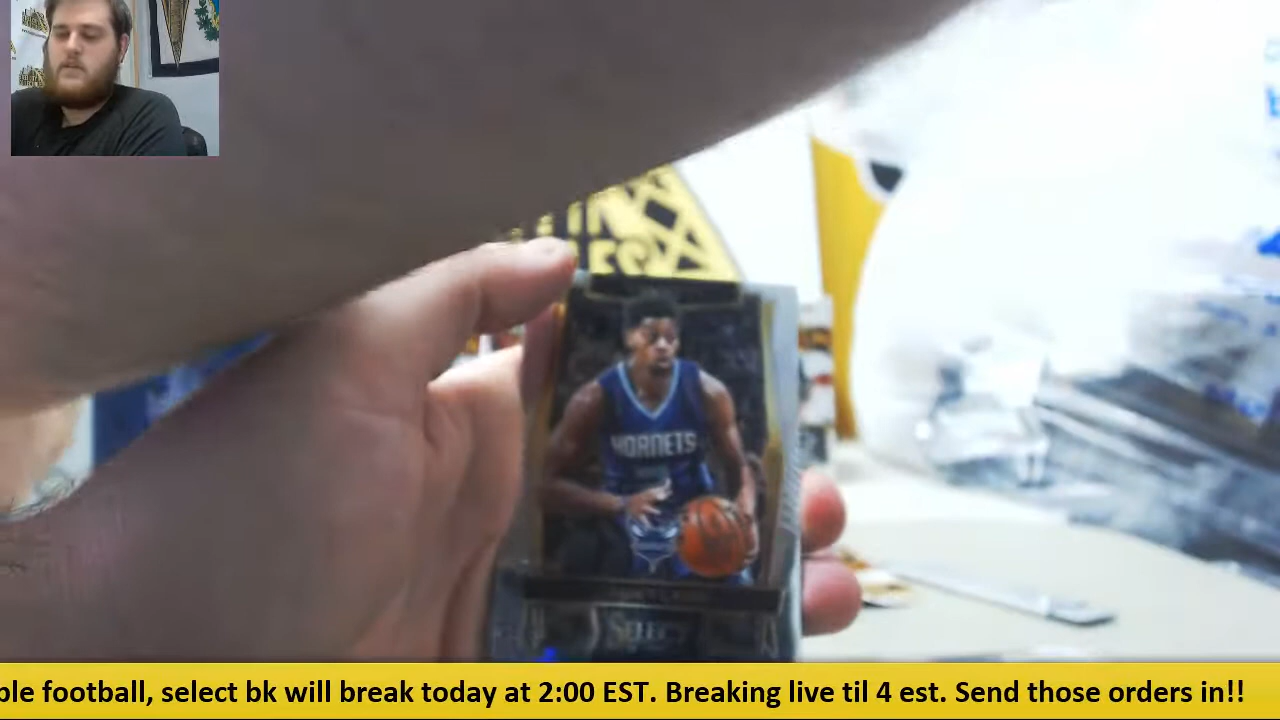 HORNETS
SELECT
ple football, select bk will break today at 2:00 EST. Breaking live til 4 est. Send those orders in!!